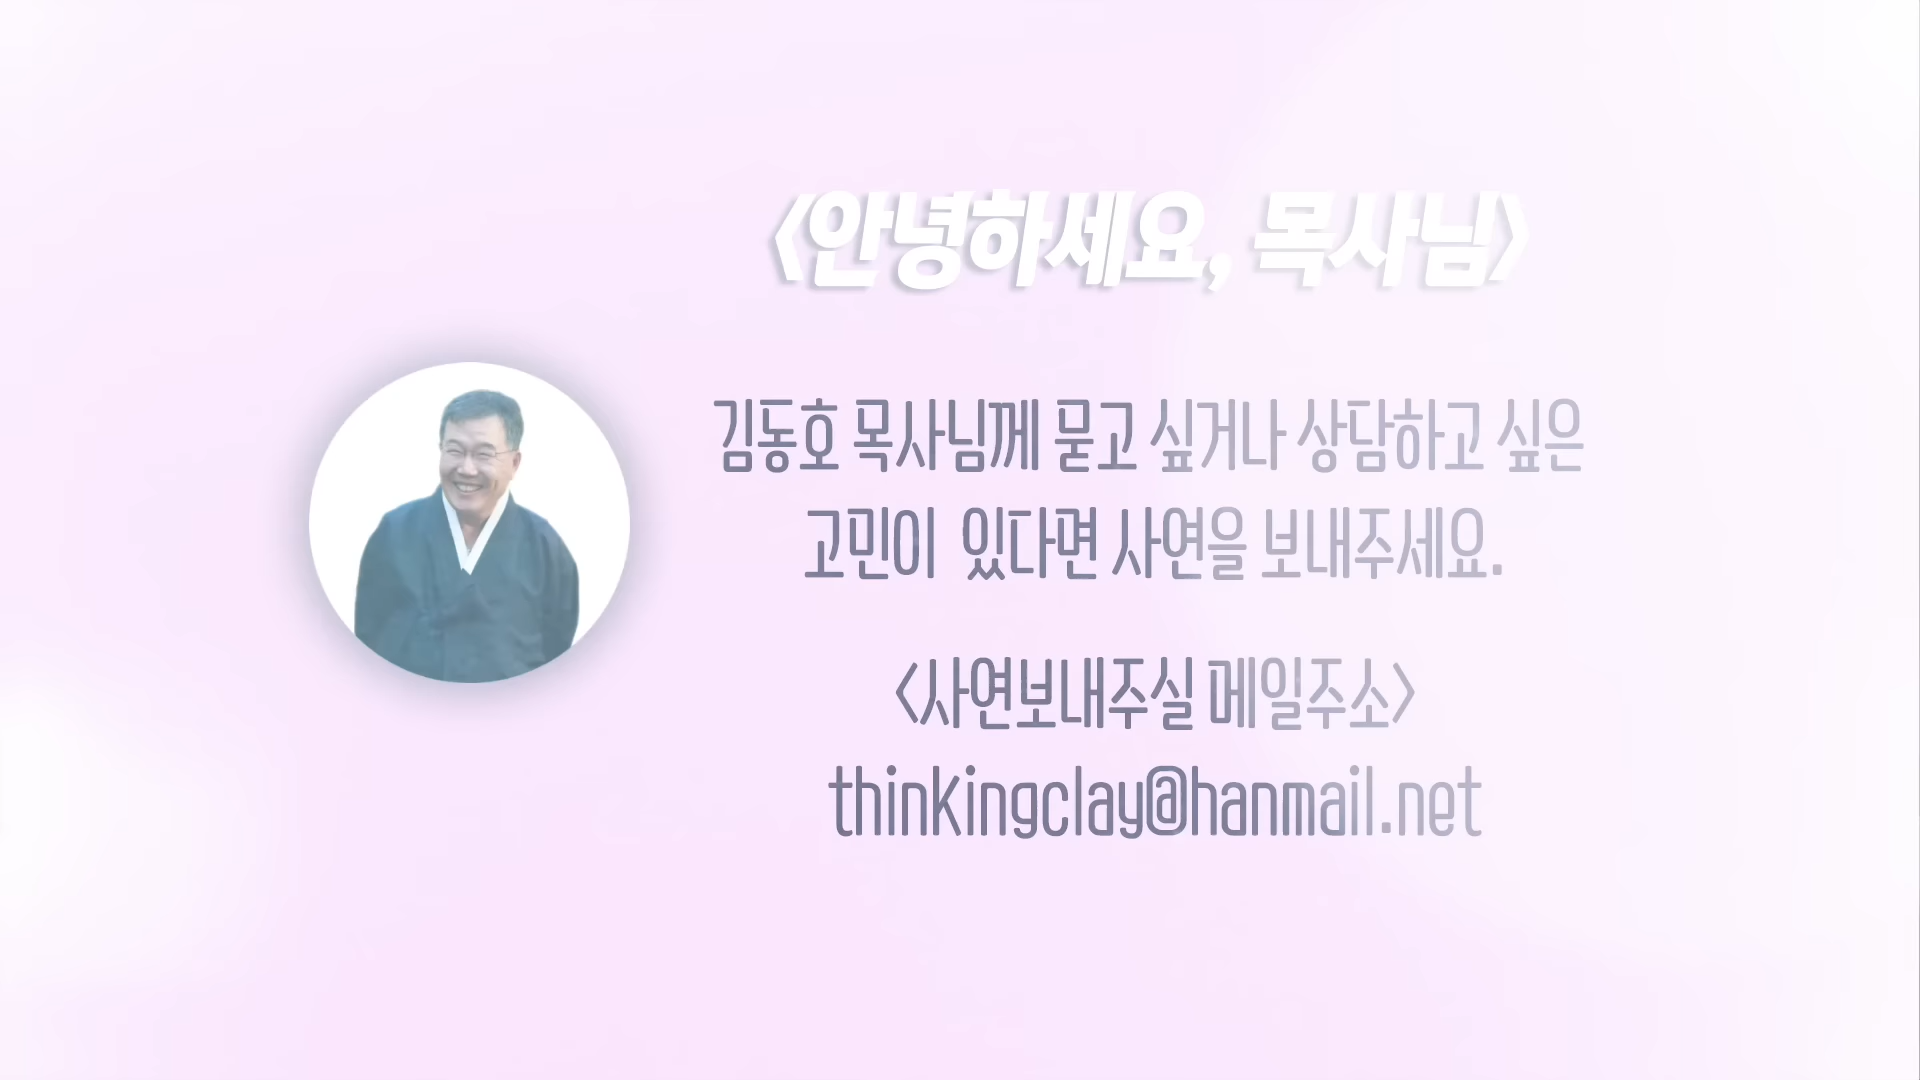 <안녕하세요, 목사님>
김동호 목사님께 묻고 싶거나 상담하고 싶은
고민이 있다면 사연을 보내주세요.
<사연보내주실 메일주소>
thinkingclay@hanmail.net